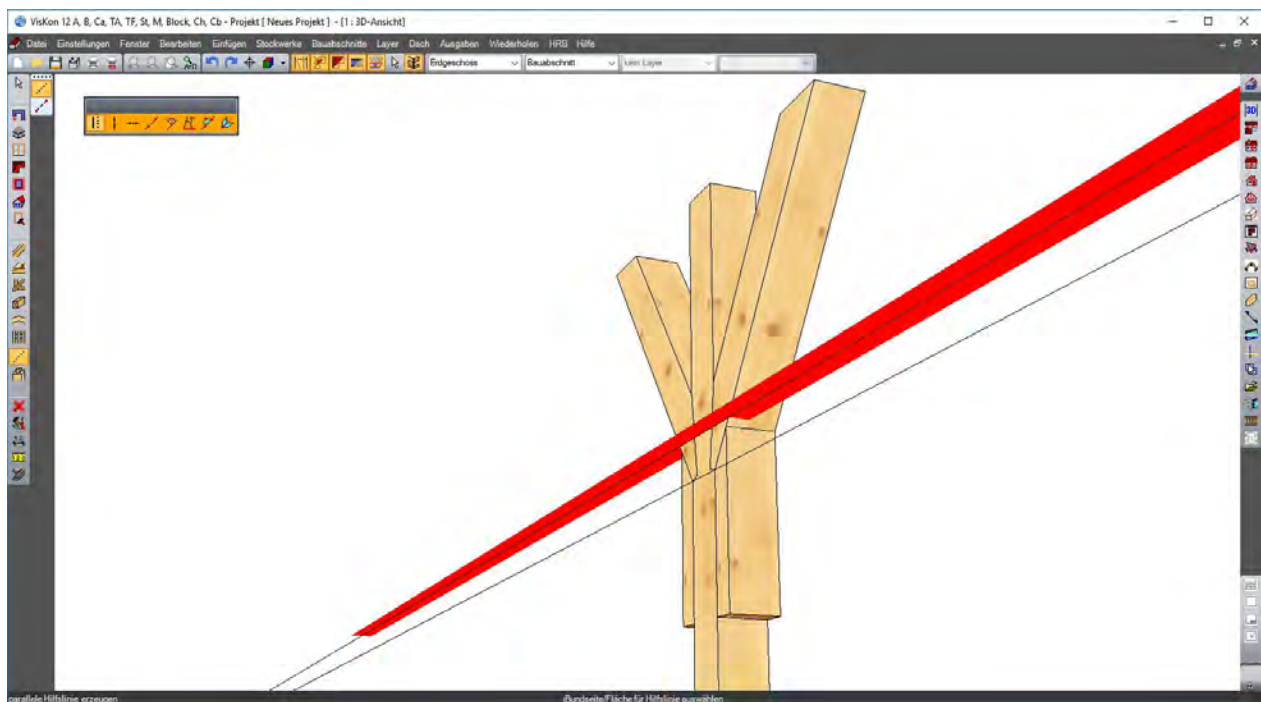 VisKon 12 A, B, Ca, TA, TF, St, M, Block, Ch, Cb - Projekt [ Neues Projekt ] - [1 : 3D-Ansicht]
Datei Einstellungen Fenster Bearbeiten Einfügen Stockwerke Bauabschnitte Layer Dach Ausgaben Wiederholen HRB Hilfe
Erdgeschoss Bauabschnitt kein Layer
3D
parallele Hilfslinie erzeugen Bundseite/Fläche für Hilfslinie auswählen